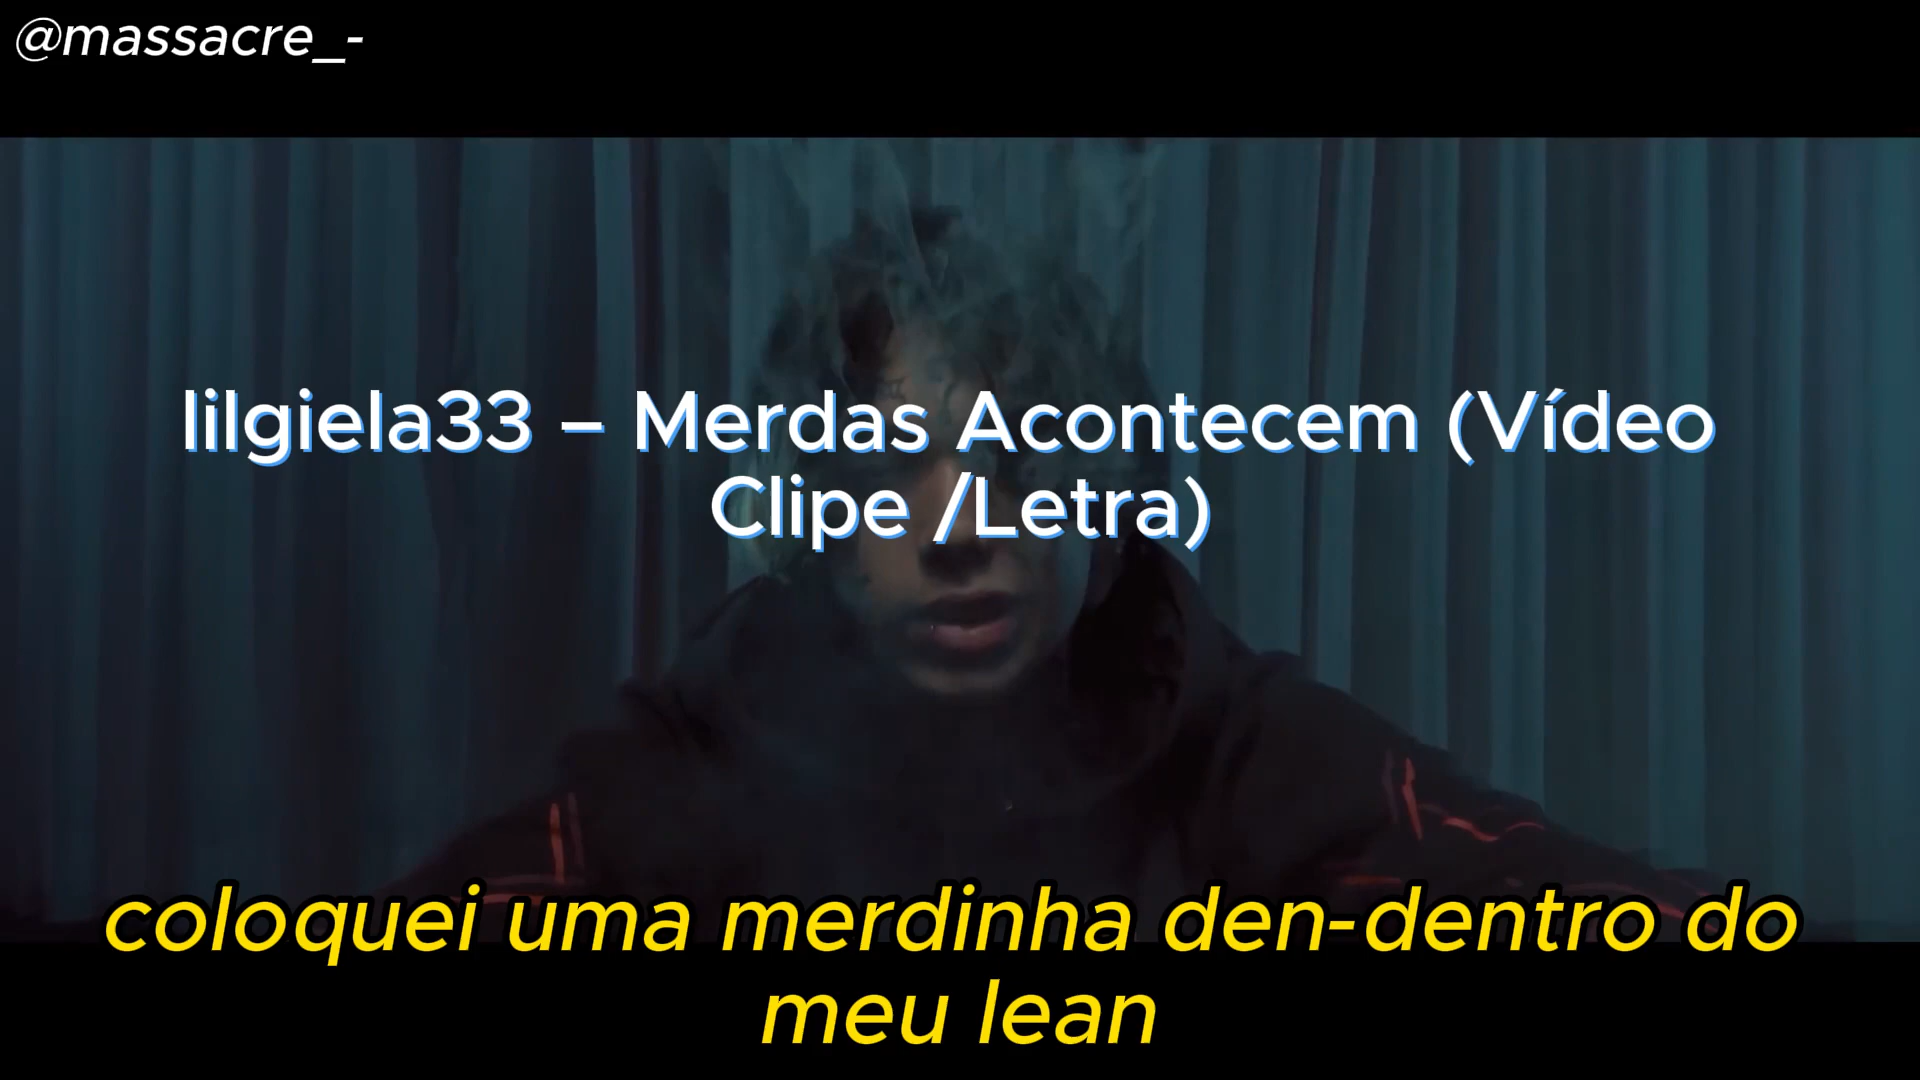 @massacre_-
lilgiela33 – Merdas Acontecem (Vídeo
Clipe /Letra)
coloquei uma merdinha den-dentro do
meu lean